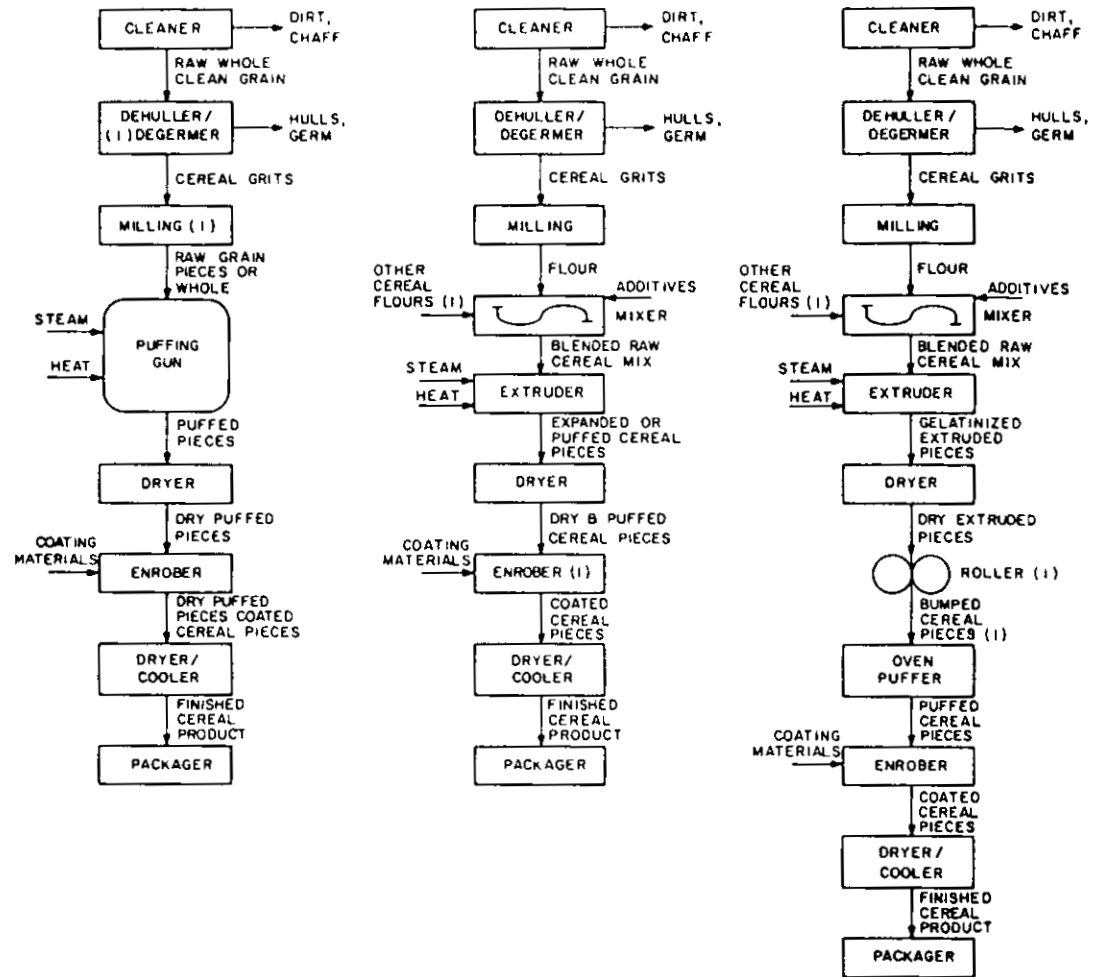 CLEANER
DIRT,
CHAFF
RAW WHOLE
CLEAN GRAIN
DEHULLER/
(1) DEGERMER
HULLS,
GERM
CEREAL GRITS
MILLING (1)
RAW GRAIN
PIECES OR
WHOLE
STEAM
HEAT
PUFFING
GUN
PUFFED
PIECES
DRYER
DRY PUFFED
PIECES
COATING
MATERIALS
ENROBER
DRY PUFFED
PIECES COATED
CEREAL PIECES
DRYER/
COOLER
FINISHED
CEREAL
PRODUCT
PACKAGER
CLEANER
DIRT,
CHAFF
RAW WHOLE
CLEAN GRAIN
DEHULLER/
DEGERMER
HULLS,
GERM
CEREAL GRITS
MILLING
FLOUR
OTHER
CEREAL
FLOURS (1)
ADDITIVES
MIXER
BLENDED RAW
CEREAL MIX
STEAM
HEAT
EXTRUDER
EXPANDED OR
PUFFED CEREAL
PIECES
DRYER
DRY B PUFFED
CEREAL PIECES
COATING
MATERIALS
ENROBER (1)
COATED
CEREAL
PIECES
DRYER/
COOLER
FINISHED
CEREAL
PRODUCT
PACKAGER
CLEANER
DIRT,
CHAFF
RAW WHOLE
CLEAN GRAIN
DEHULLER/
DEGERMER
HULLS,
GERM
CEREAL GRITS
MILLING
FLOUR
OTHER
CEREAL
FLOURS (1)
ADDITIVES
MIXER
BLENDED RAW
CEREAL MIX
STEAM
HEAT
EXTRUDER
GELATINIZED
EXTRUDED
PIECES
DRYER
DRY EXTRUDED
PIECES
ROLLER (1)
BUMPED
CEREAL
PIECES (1)
OVEN
PUFFER
PUFFED
CEREAL
PIECES
COATING
MATERIALS
ENROBER
COATED
CEREAL
PIECES
DRYER/
COOLER
FINISHED
CEREAL
PRODUCT
PACKAGER